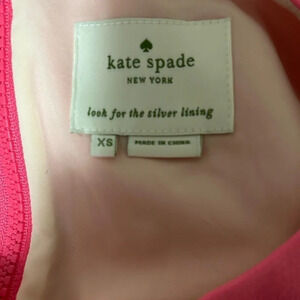 kate spade
NEW YORK
look for the silver lining
XS
MADE IN CHINA